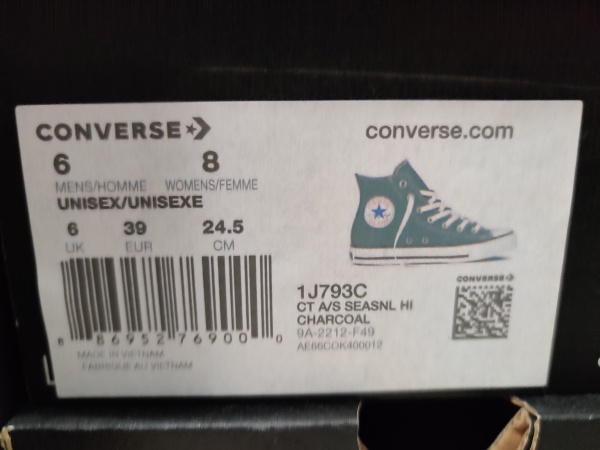 CONVERSE
converse.com
6 8
MENS/HOMME WOMENS/FEMME
UNISEX/UNISEXE
6 39 24.5
UK EUR CM
CONVERSE
1J793C
CT A/S SEASNL HI
CHARCOAL
9A-2212-F49
AE66COK400012
8 86952 76900 0
MADE IN VIETNAM
FABRIQUE AU VIETNAM